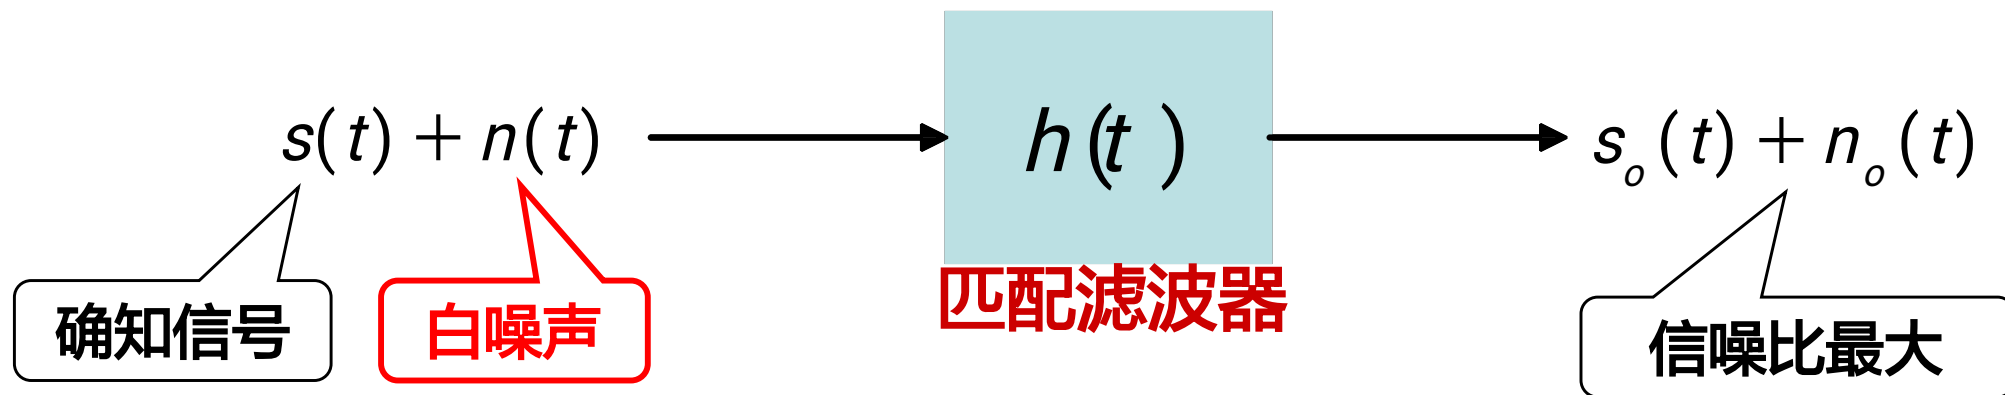 s(t) + n(t)
h(t)
s_o(t) + n_o(t)
匹配滤波器
确知信号
白噪声
信噪比最大